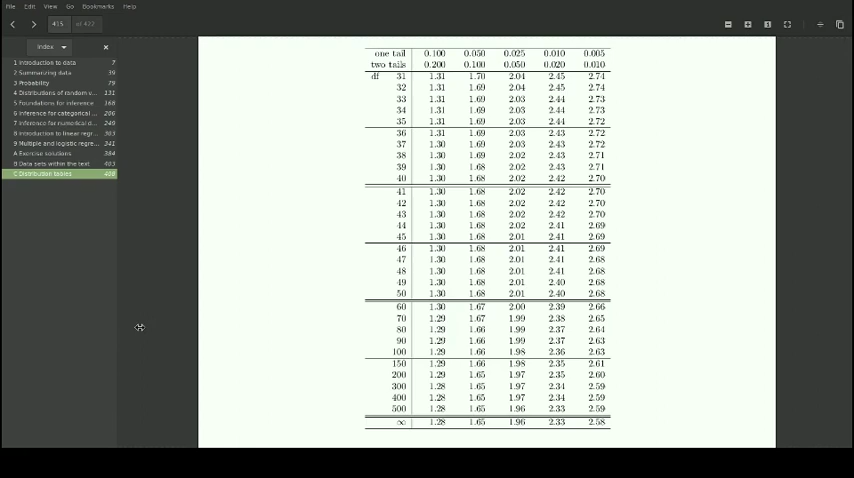 File Edit View Go Bookmarks Help
415 of 422
Index
1 Introduction to data 7
2 Summarizing data 39
3 Probability 79
4 Distributions of random v... 131
5 Foundations for inference 168
6 Inference for categorical ... 206
7 Inference for numerical d... 249
8 Introduction to linear regr... 303
9 Multiple and logistic regre... 341
A Exercise solutions 384
B Data sets within the text 403
C Distribution tables 408
one tail 0.100 0.050 0.025 0.010 0.005
two tails 0.200 0.100 0.050 0.020 0.010
df 31 1.31 1.70 2.04 2.45 2.74
32 1.31 1.69 2.04 2.45 2.74
33 1.31 1.69 2.03 2.44 2.73
34 1.31 1.69 2.03 2.44 2.73
35 1.31 1.69 2.03 2.44 2.72
36 1.31 1.69 2.03 2.43 2.72
37 1.30 1.69 2.03 2.43 2.72
38 1.30 1.69 2.02 2.43 2.71
39 1.30 1.68 2.02 2.43 2.71
40 1.30 1.68 2.02 2.42 2.70
41 1.30 1.68 2.02 2.42 2.70
42 1.30 1.68 2.02 2.42 2.70
43 1.30 1.68 2.02 2.42 2.70
44 1.30 1.68 2.02 2.41 2.69
45 1.30 1.68 2.01 2.41 2.69
46 1.30 1.68 2.01 2.41 2.69
47 1.30 1.68 2.01 2.41 2.68
48 1.30 1.68 2.01 2.41 2.68
49 1.30 1.68 2.01 2.40 2.68
50 1.30 1.68 2.01 2.40 2.68
60 1.30 1.67 2.00 2.39 2.66
70 1.29 1.67 1.99 2.38 2.65
80 1.29 1.66 1.99 2.37 2.64
90 1.29 1.66 1.99 2.37 2.63
100 1.29 1.66 1.98 2.36 2.63
150 1.29 1.66 1.98 2.35 2.61
200 1.29 1.65 1.97 2.35 2.60
300 1.28 1.65 1.97 2.34 2.59
400 1.28 1.65 1.97 2.34 2.59
500 1.28 1.65 1.96 2.33 2.59
∞ 1.28 1.65 1.96 2.33 2.58